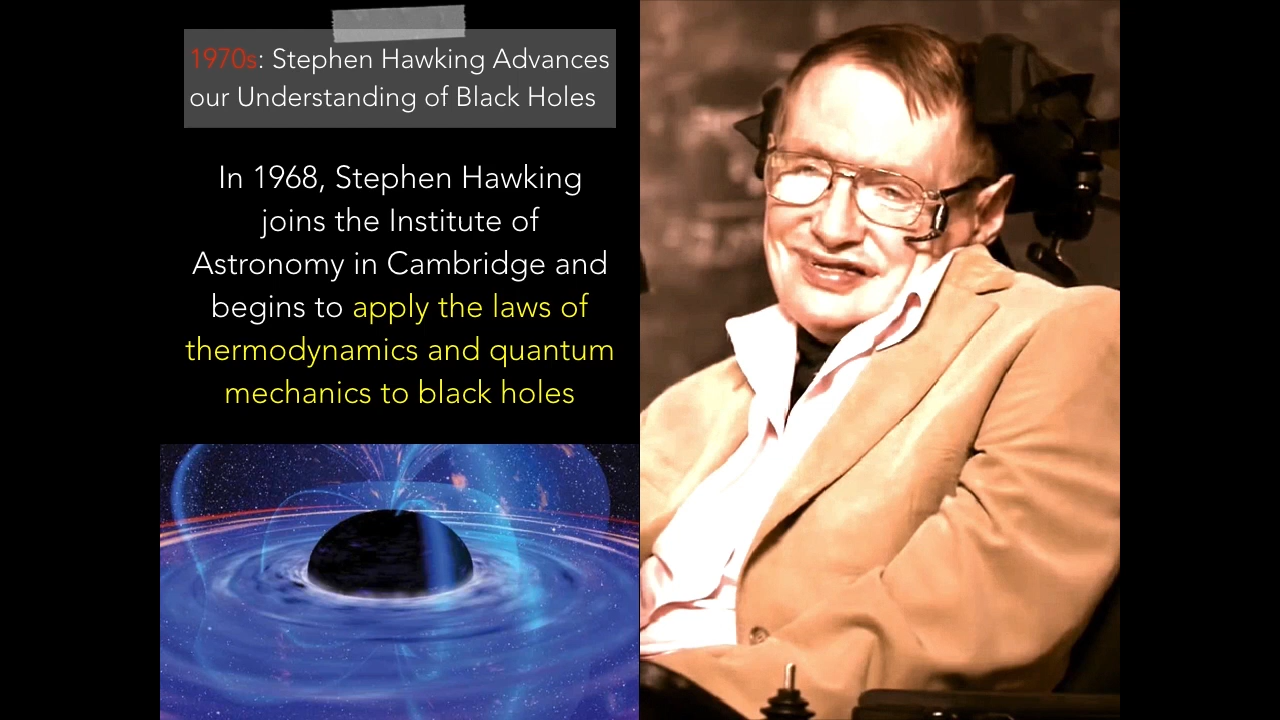 1970s: Stephen Hawking Advances
our Understanding of Black Holes
In 1968, Stephen Hawking
joins the Institute of
Astronomy in Cambridge and
begins to apply the laws of
thermodynamics and quantum
mechanics to black holes